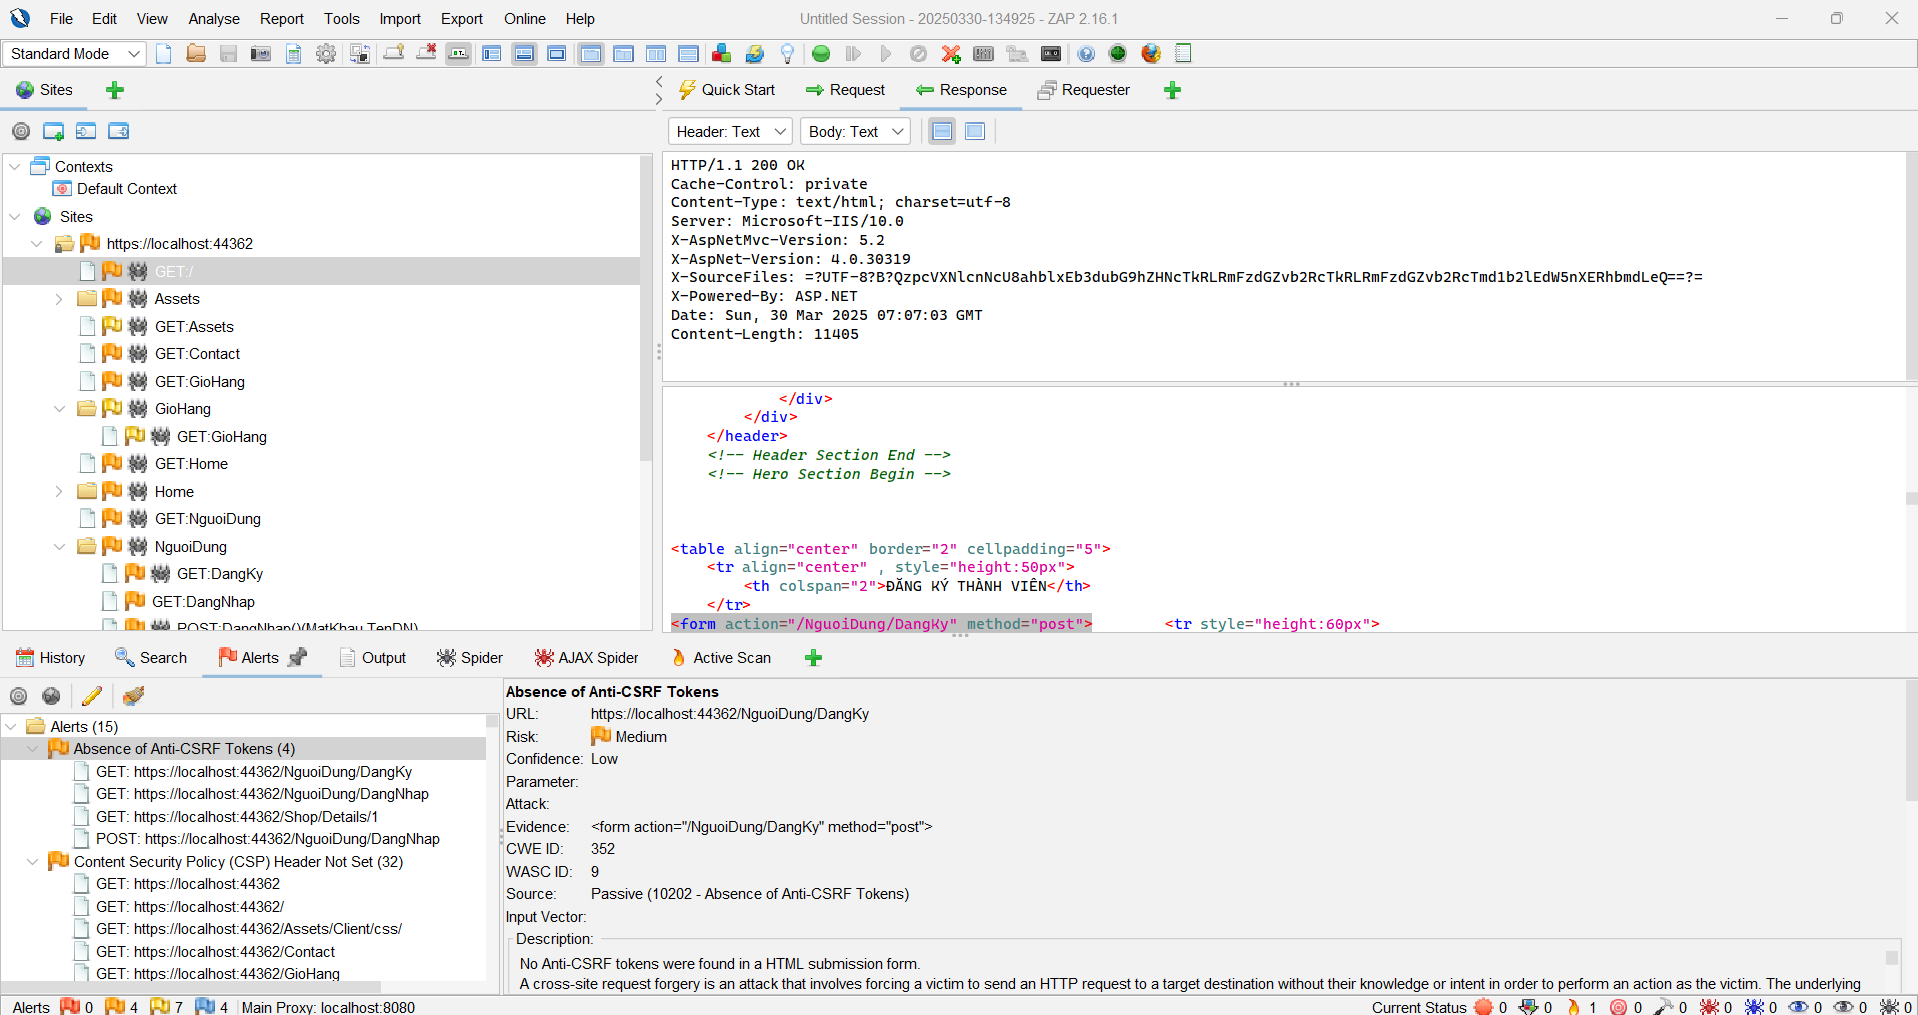 File Edit View Analyse Report Tools Import Export Online Help
Untitled Session - 20250330-134925 - ZAP 2.16.1
Standard Mode
Sites
Quick Start Request Response Requester
Header: Text Body: Text
Contexts
Default Context
Sites
https://localhost:44362
GET:/
Assets
GET:Assets
GET:Contact
GET:GioHang
GioHang
GET:GioHang
GET:Home
Home
GET:NguoiDung
NguoiDung
GET:DangKy
GET:DangNhap
POST:DangNhap()(MatKhau,TenDN)
HTTP/1.1 200 OK
Cache-Control: private
Content-Type: text/html; charset=utf-8
Server: Microsoft-IIS/10.0
X-AspNetMvc-Version: 5.2
X-AspNet-Version: 4.0.30319
X-SourceFiles: =?UTF-8?B?QzpcVXNlcnNcU8ahblxEb3dubG9hZHNcTkRLRmFzdGZvb2RcTkRLRmFzdGZvb2RcTmd1b2lEdW5nXERhbmdLeQ==?=
X-Powered-By: ASP.NET
Date: Sun, 30 Mar 2025 07:07:03 GMT
Content-Length: 11405
</div>
</div>
</header>
<!-- Header Section End -->
<!-- Hero Section Begin -->
<table align="center" border="2" cellpadding="5">
<tr align="center" , style="height:50px">
<th colspan="2">ĐĂNG KÝ THÀNH VIÊN</th>
</tr>
<form action="/NguoiDung/DangKy" method="post"> <tr style="height:60px">
History Search Alerts Output Spider AJAX Spider Active Scan
Alerts (15)
Absence of Anti-CSRF Tokens (4)
GET: https://localhost:44362/NguoiDung/DangKy
GET: https://localhost:44362/NguoiDung/DangNhap
GET: https://localhost:44362/Shop/Details/1
POST: https://localhost:44362/NguoiDung/DangNhap
Content Security Policy (CSP) Header Not Set (32)
GET: https://localhost:44362
GET: https://localhost:44362/
GET: https://localhost:44362/Assets/Client/css/
GET: https://localhost:44362/Contact
GET: https://localhost:44362/GioHang
Absence of Anti-CSRF Tokens
URL: https://localhost:44362/NguoiDung/DangKy
Risk: Medium
Confidence: Low
Parameter:
Attack:
Evidence: <form action="/NguoiDung/DangKy" method="post">
CWE ID: 352
WASC ID: 9
Source: Passive (10202 - Absence of Anti-CSRF Tokens)
Input Vector:
Description:
No Anti-CSRF tokens were found in a HTML submission form.
A cross-site request forgery is an attack that involves forcing a victim to send an HTTP request to a target destination without their knowledge or intent in order to perform an action as the victim. The underlying
Alerts 0 4 7 4 Main Proxy: localhost:8080
Current Status 0 0 1 0 0 0 0 0 0 0